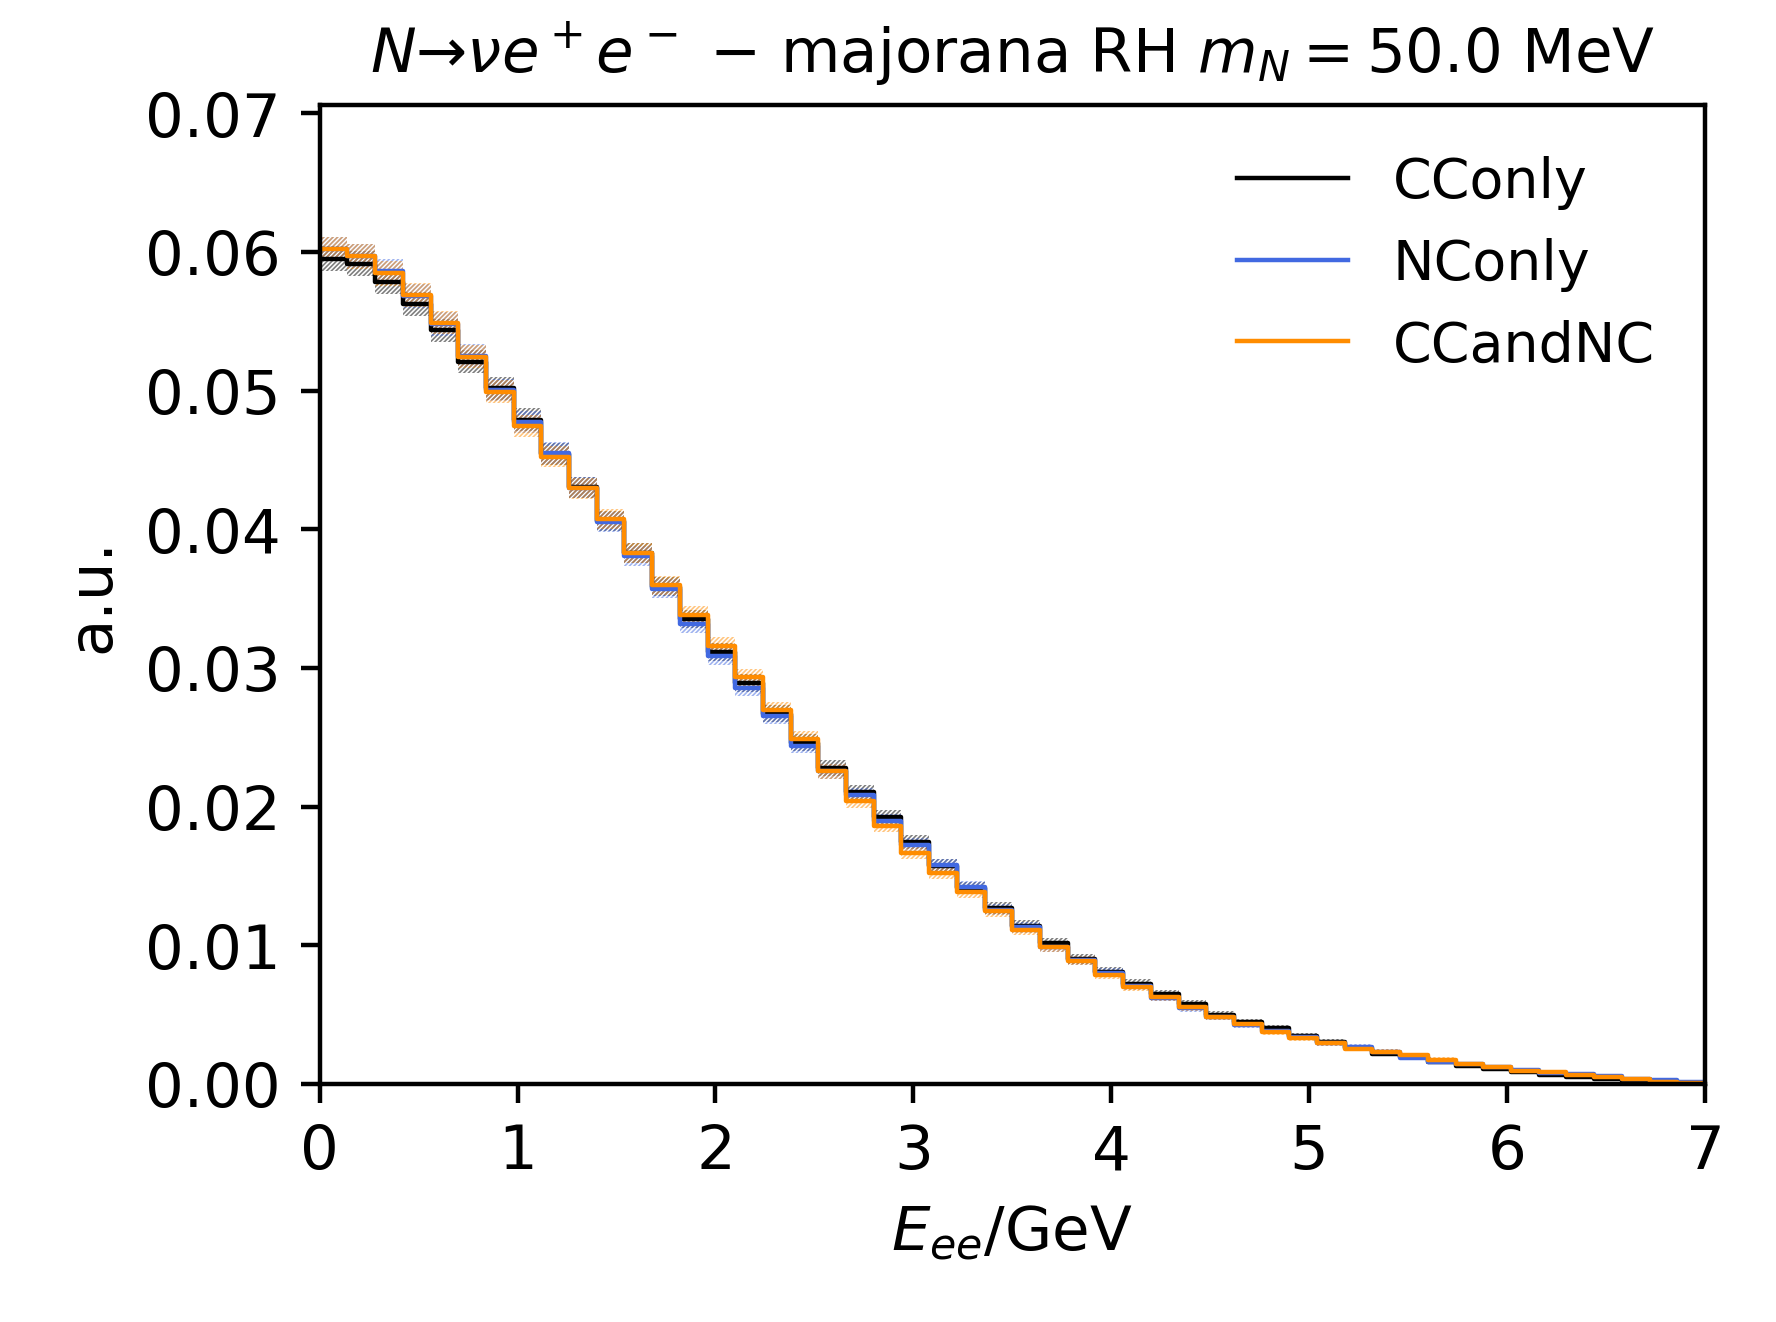 N→νe⁺e⁻ − majorana RH m_N = 50.0 MeV
0.07
0.06
0.05
0.04
0.03
0.02
0.01
0.00
a.u.
CConly
NConly
CCandNC
0 1 2 3 4 5 6 7
E_ee/GeV